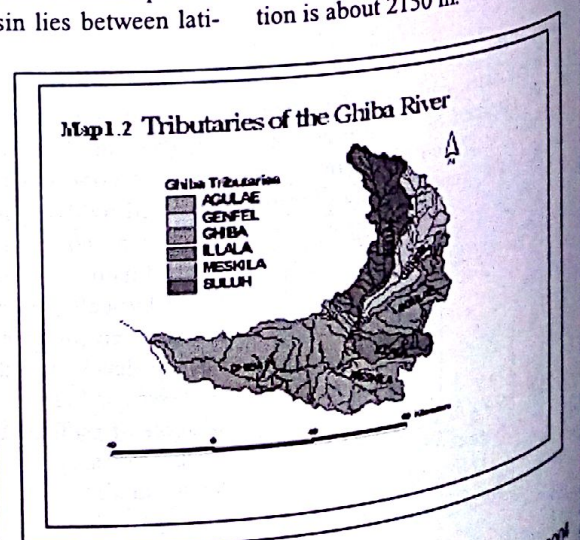 sin lies between lati-
tion is about 2150 m.
Map1.2 Tributaries of the Ghiba River
N
Ghiba Tributaries
AGULAE
GENFEL
GHIBA
ILLALA
MESKILA
SULUH
Kilometers